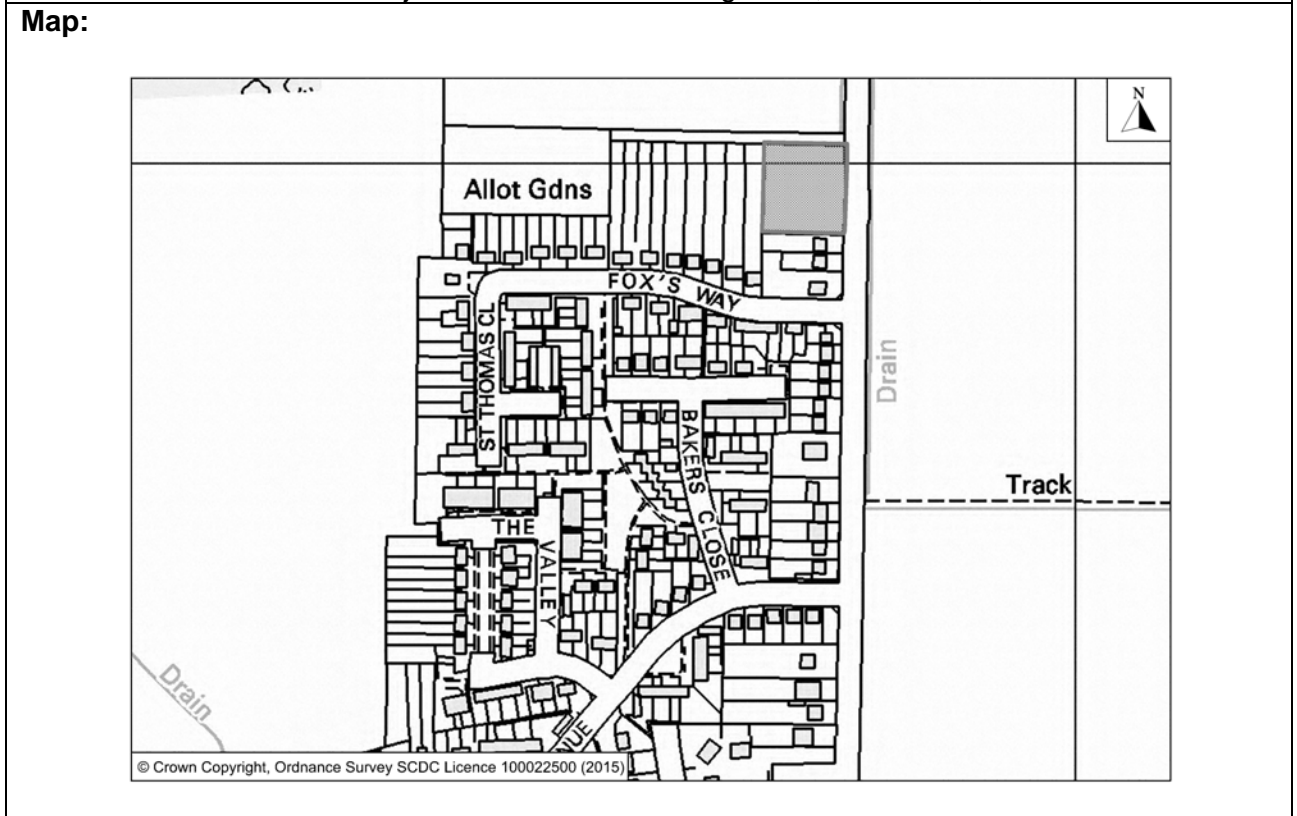 Map:
N
Allot Gdns
FOX'S WAY
ST THOMAS CL
Drain
BAKERS CLOSE
Track
THE VALLEY
Drain
NUE
© Crown Copyright, Ordnance Survey SCDC Licence 100022500 (2015)